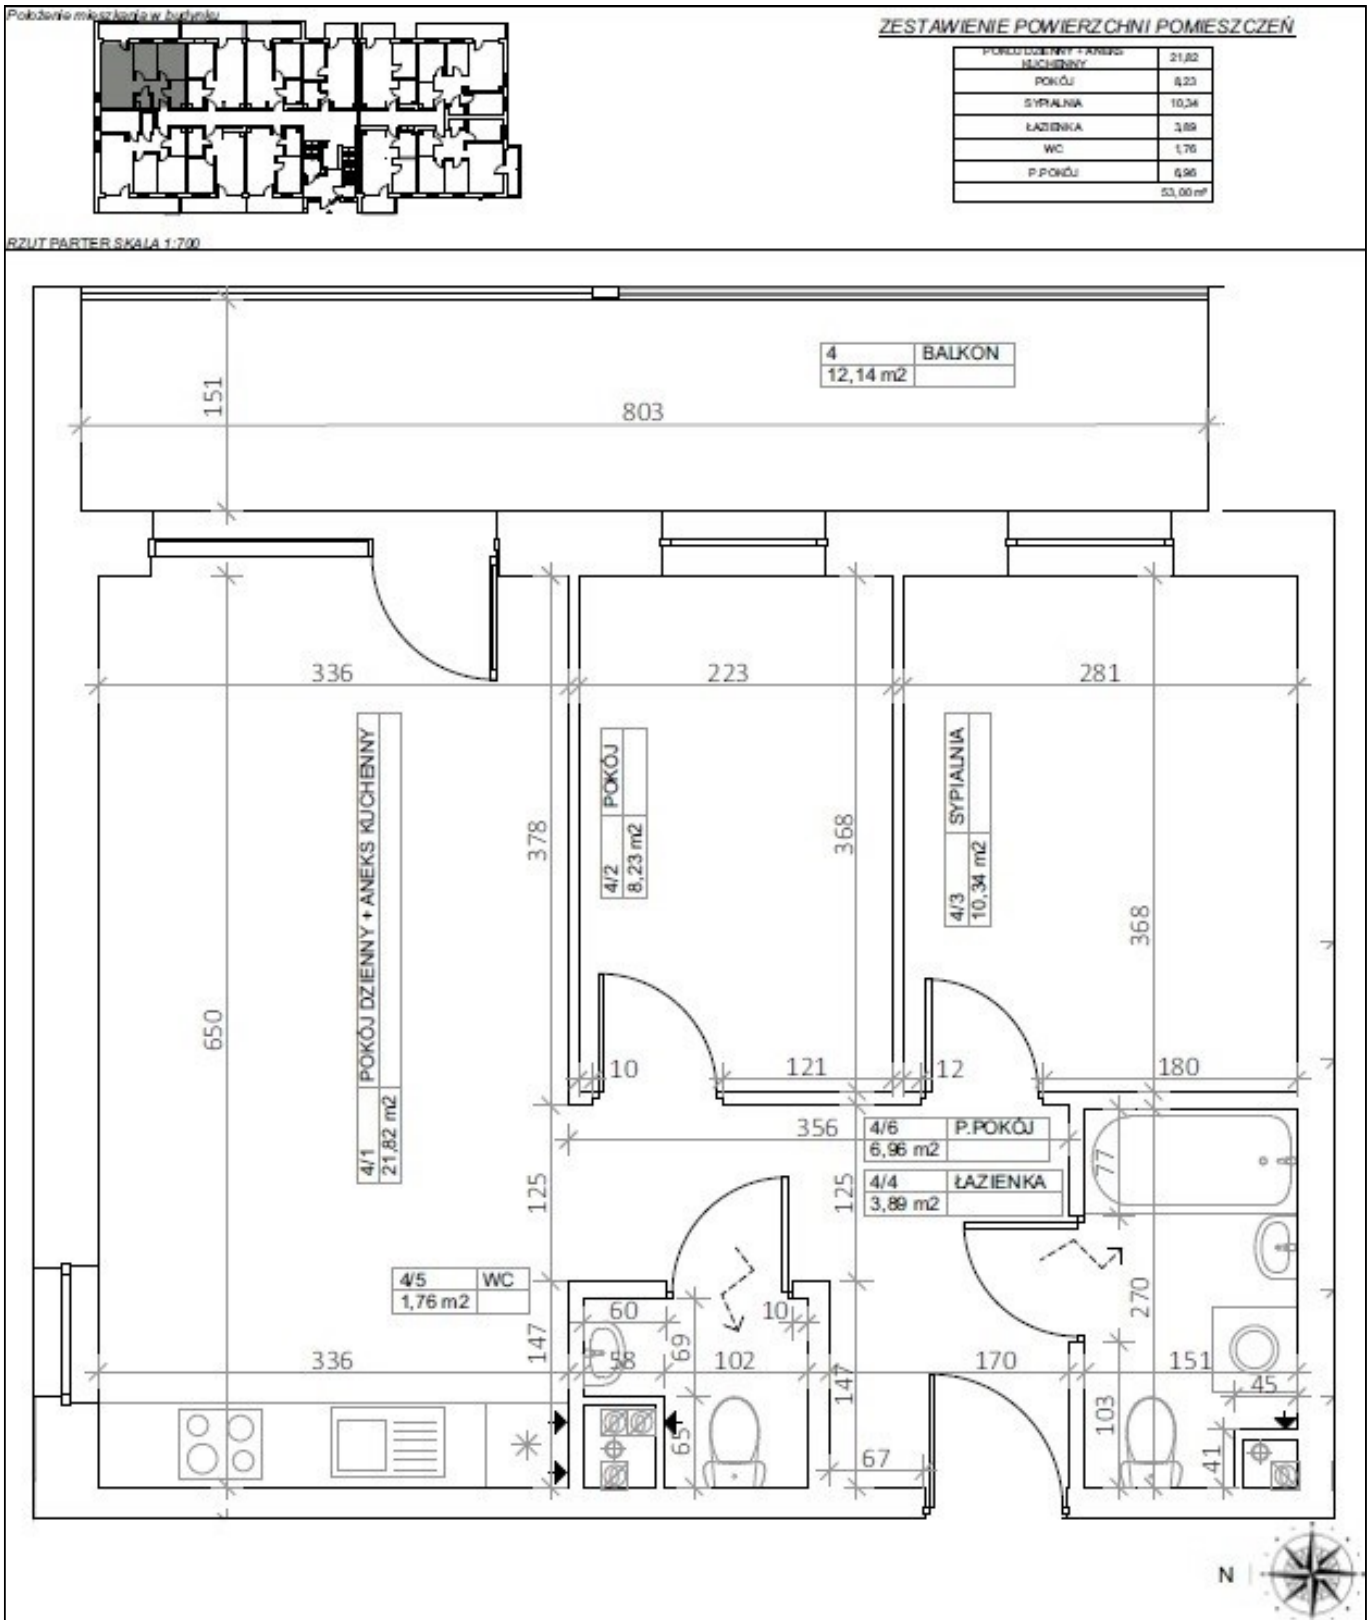 Położenie mieszkania w budynku
ZESTAWIENIE POWIERZCHNI POMIESZCZEŃ
POKÓJ DZIENNY + ANEKS KUCHENNY 21,82
POKÓJ 8,23
SYPIALNIA 10,34
ŁAZIENKA 3,89
WC 1,76
P.POKÓJ 6,96
53,00 m²
RZUT PARTER SKALA 1:700
4 BALKON
12,14 m2
151
803
336
223
281
4/1 POKÓJ DZIENNY + ANEKS KUCHENNY
21,82 m2
4/2 POKÓJ
8,23 m2
4/3 SYPIALNIA
10,34 m2
378
368
368
650
10
121
12
180
356
4/6 P.POKÓJ
6,96 m2
4/4 ŁAZIENKA
3,89 m2
77
125
125
4/5 WC
1,76 m2
60
10
270
69
147
336
58
102
147
170
151
45
103
65
67
41
N